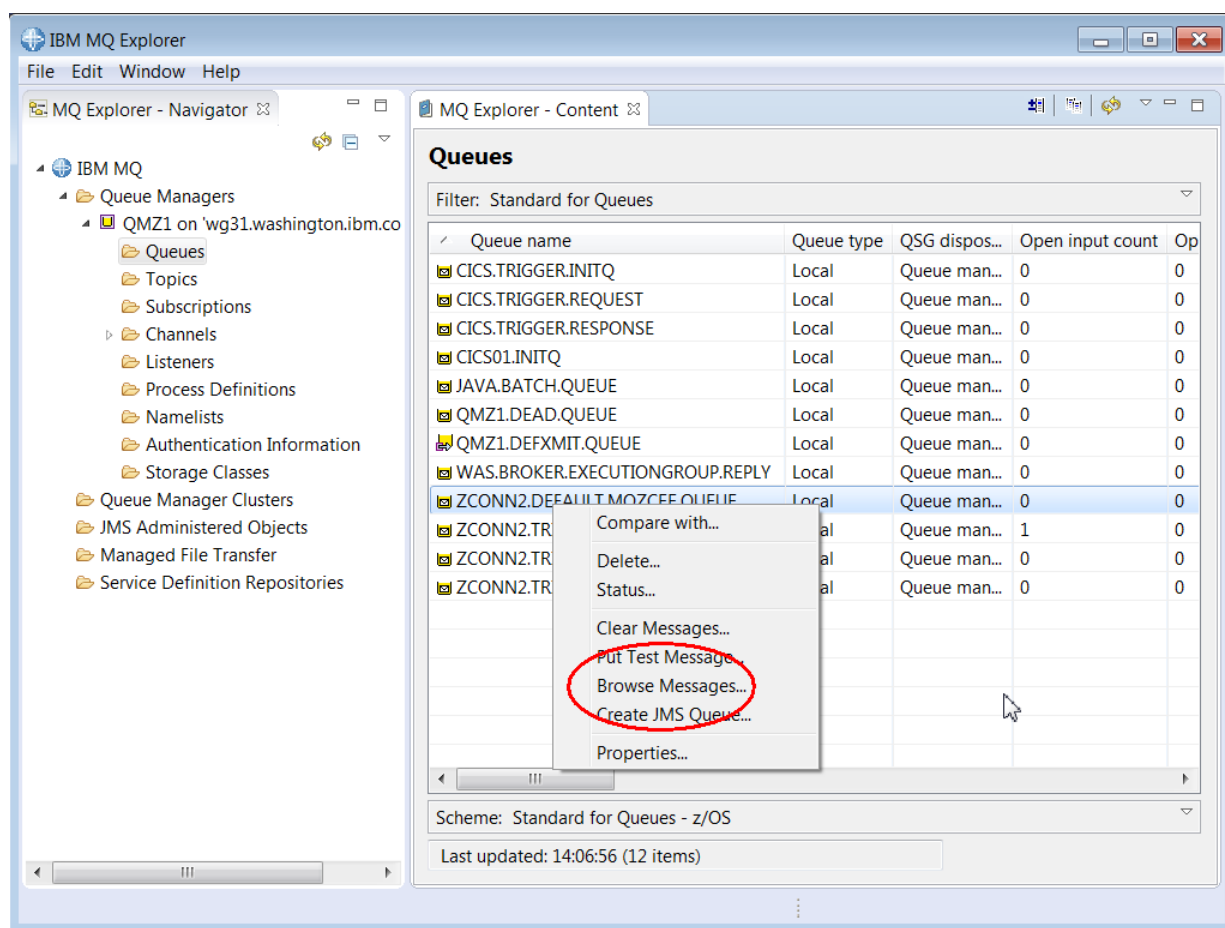 IBM MQ Explorer
File Edit Window Help
MQ Explorer - Navigator
IBM MQ
Queue Managers
QMZ1 on 'wg31.washington.ibm.co
Queues
Topics
Subscriptions
Channels
Listeners
Process Definitions
Namelists
Authentication Information
Storage Classes
Queue Manager Clusters
JMS Administered Objects
Managed File Transfer
Service Definition Repositories
MQ Explorer - Content
Queues
Filter: Standard for Queues
Queue name Queue type QSG dispos... Open input count Op
CICS.TRIGGER.INITQ Local Queue man... 0 0
CICS.TRIGGER.REQUEST Local Queue man... 0 0
CICS.TRIGGER.RESPONSE Local Queue man... 0 0
CICS01.INITQ Local Queue man... 0 0
JAVA.BATCH.QUEUE Local Queue man... 0 0
QMZ1.DEAD.QUEUE Local Queue man... 0 0
QMZ1.DEFXMIT.QUEUE Local Queue man... 0 0
WAS.BROKER.EXECUTIONGROUP.REPLY Local Queue man... 0 0
ZCONN2.DEFAULT.MQZCEE.QUEUE Local Queue man... 0 0
ZCONN2.TR al Queue man... 1 0
ZCONN2.TR al Queue man... 0 0
ZCONN2.TR al Queue man... 0 0
Compare with...
Delete...
Status...
Clear Messages...
Put Test Message...
Browse Messages...
Create JMS Queue...
Properties...
Scheme: Standard for Queues - z/OS
Last updated: 14:06:56 (12 items)